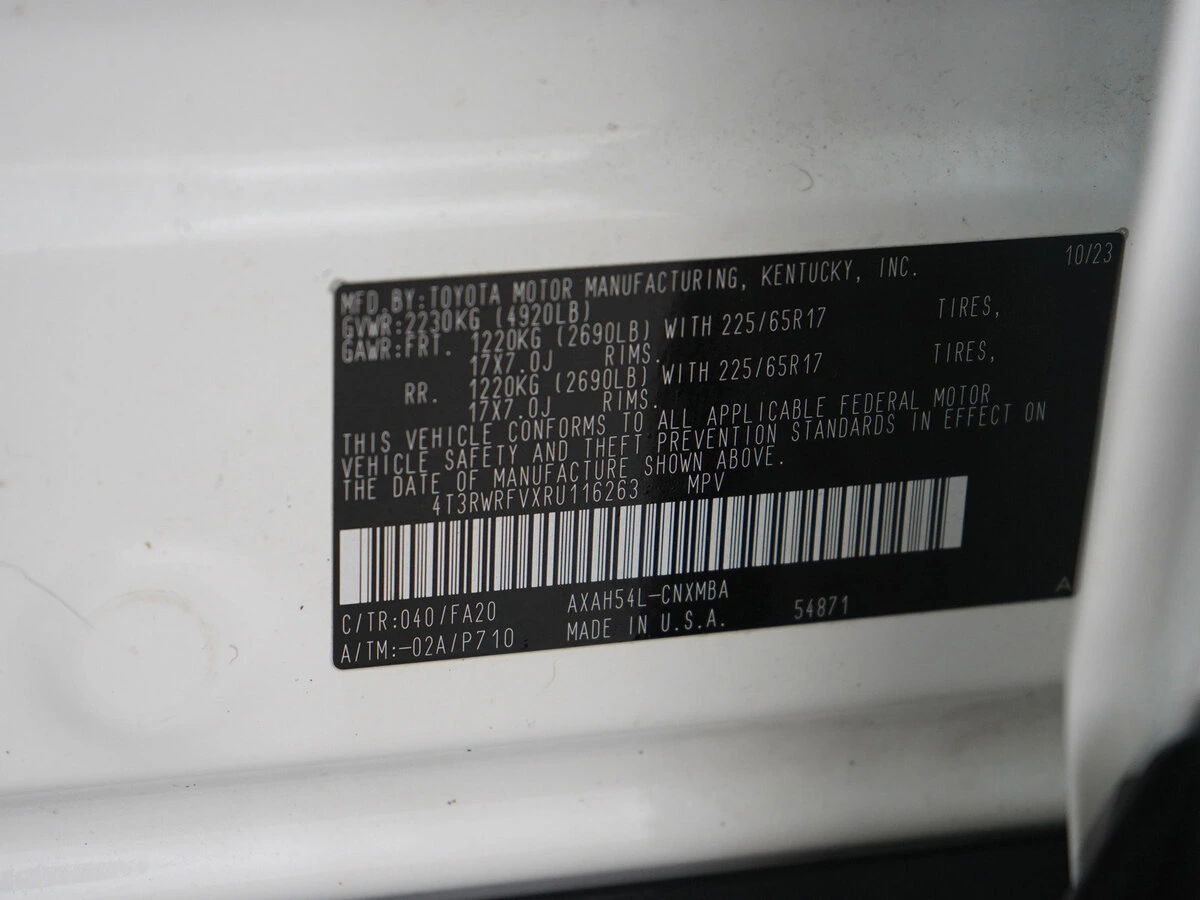 10/23
MFD.BY:TOYOTA MOTOR MANUFACTURING, KENTUCKY, INC.
GVWR:2230KG (4920LB)
GAWR:FRT. 1220KG (2690LB) WITH 225/65R17 TIRES,
17X7.0J RIMS.
RR. 1220KG (2690LB) WITH 225/65R17 TIRES,
17X7.0J RIMS.
THIS VEHICLE CONFORMS TO ALL APPLICABLE FEDERAL MOTOR
VEHICLE SAFETY AND THEFT PREVENTION STANDARDS IN EFFECT ON
THE DATE OF MANUFACTURE SHOWN ABOVE.
4T3RWRFVXRU116263 MPV
C/TR:040/FA20 AXAH54L-CNXMBA
A/TM:-02A/P710 MADE IN U.S.A. 54871
A